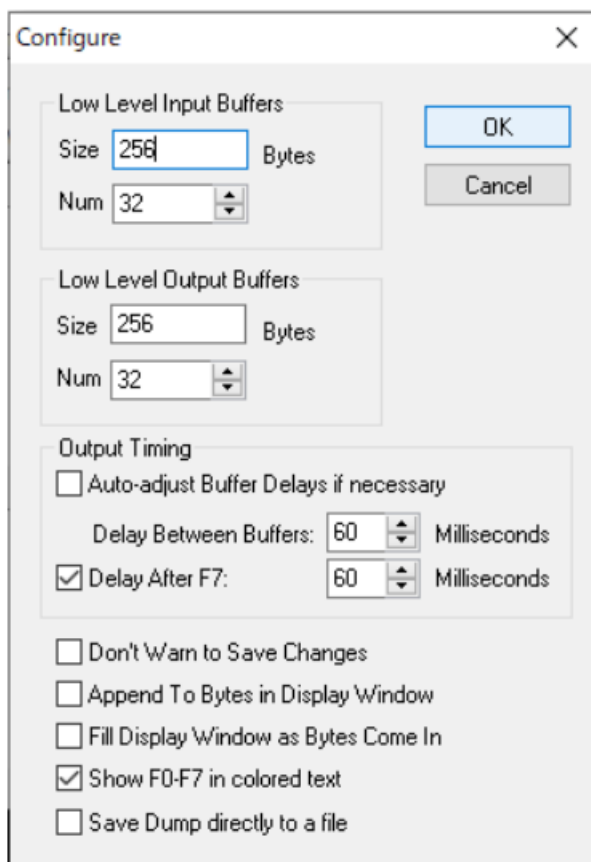 Configure
Low Level Input Buffers
OK
Size 256 Bytes
Cancel
Num 32
Low Level Output Buffers
Size 256 Bytes
Num 32
Output Timing
Auto-adjust Buffer Delays if necessary
Delay Between Buffers: 60 Milliseconds
Delay After F7: 60 Milliseconds
Don't Warn to Save Changes
Append To Bytes in Display Window
Fill Display Window as Bytes Come In
Show F0-F7 in colored text
Save Dump directly to a file